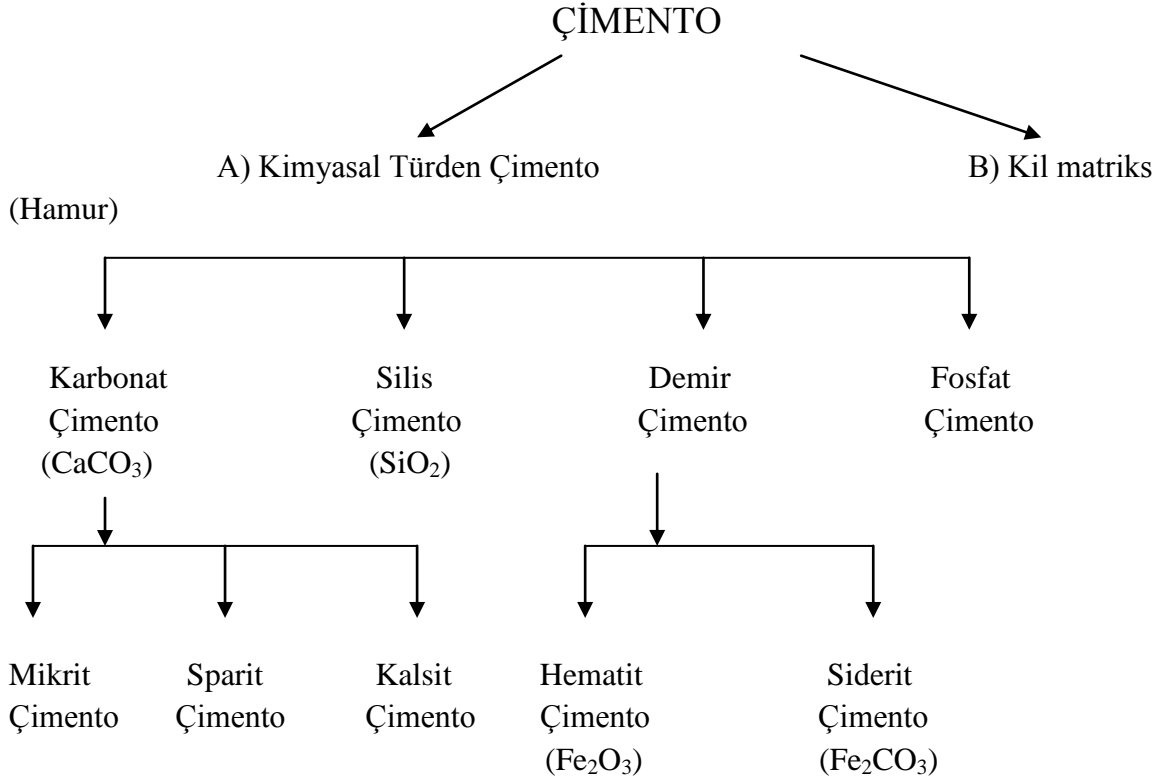 ÇİMENTO
A) Kimyasal Türden Çimento B) Kil matriks
(Hamur)
Karbonat Silis Demir Fosfat
Çimento Çimento Çimento Çimento
(CaCO₃) (SiO₂)
Mikrit Sparit Kalsit Hematit Siderit
Çimento Çimento Çimento Çimento Çimento
(Fe₂O₃) (Fe₂CO₃)